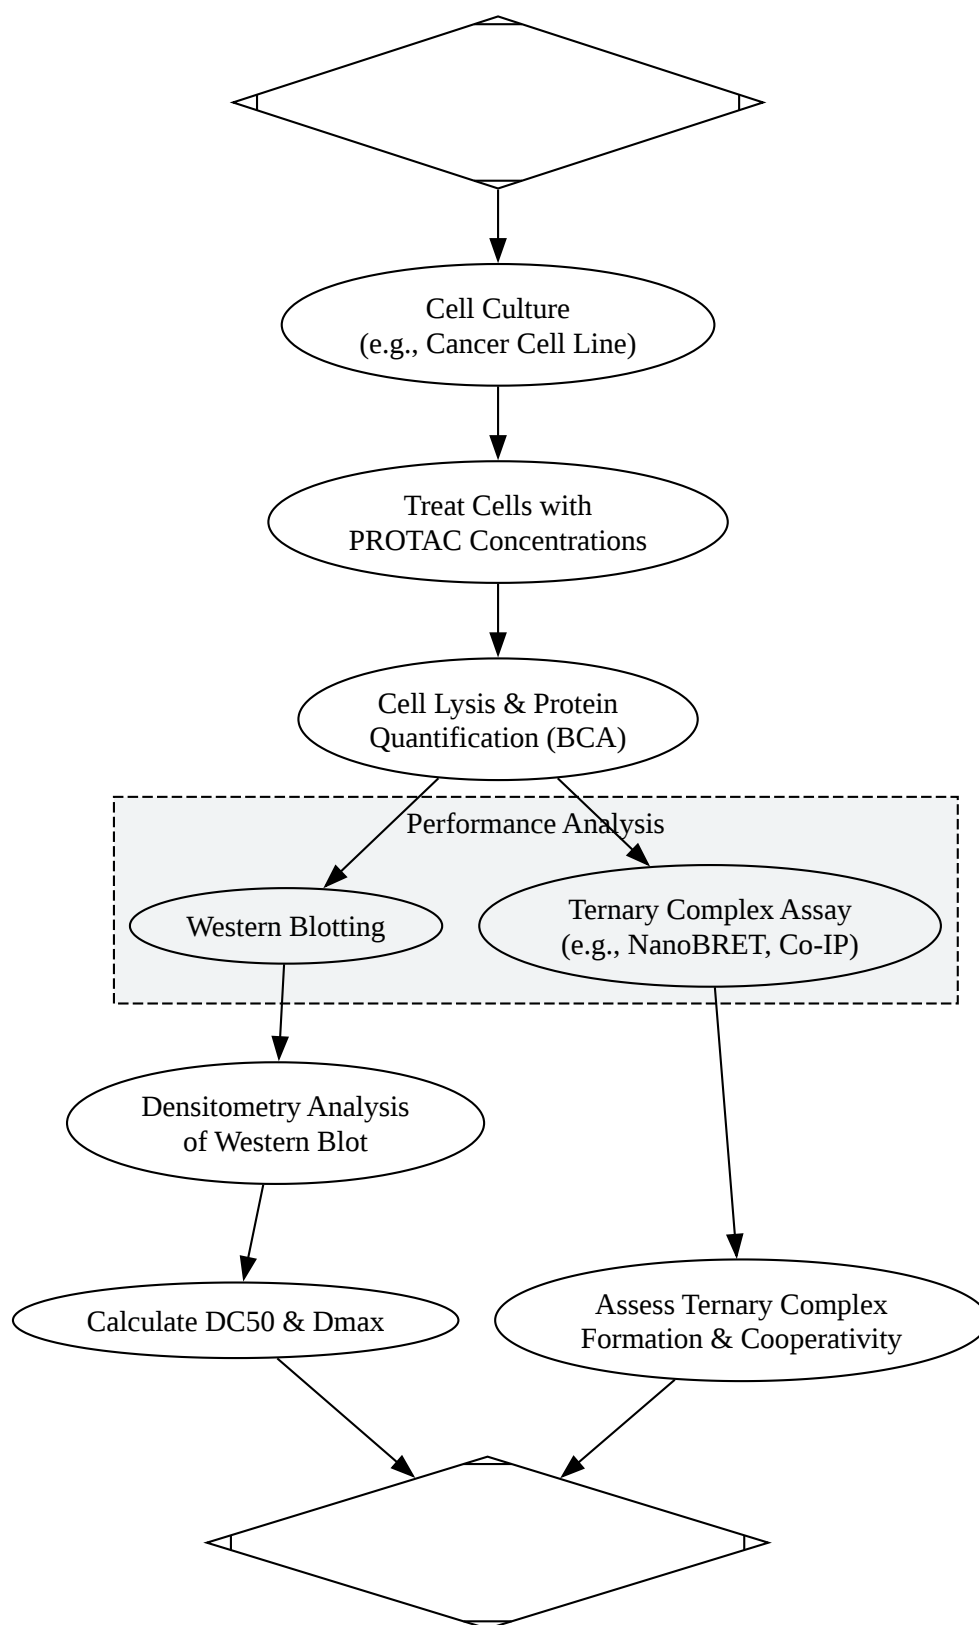 Cell Culture
(e.g., Cancer Cell Line)
Treat Cells with
PROTAC Concentrations
Cell Lysis & Protein
Quantification (BCA)
Performance Analysis
Western Blotting
Ternary Complex Assay
(e.g., NanoBRET, Co-IP)
Densitometry Analysis
of Western Blot
Calculate DC50 & Dmax
Assess Ternary Complex
Formation & Cooperativity